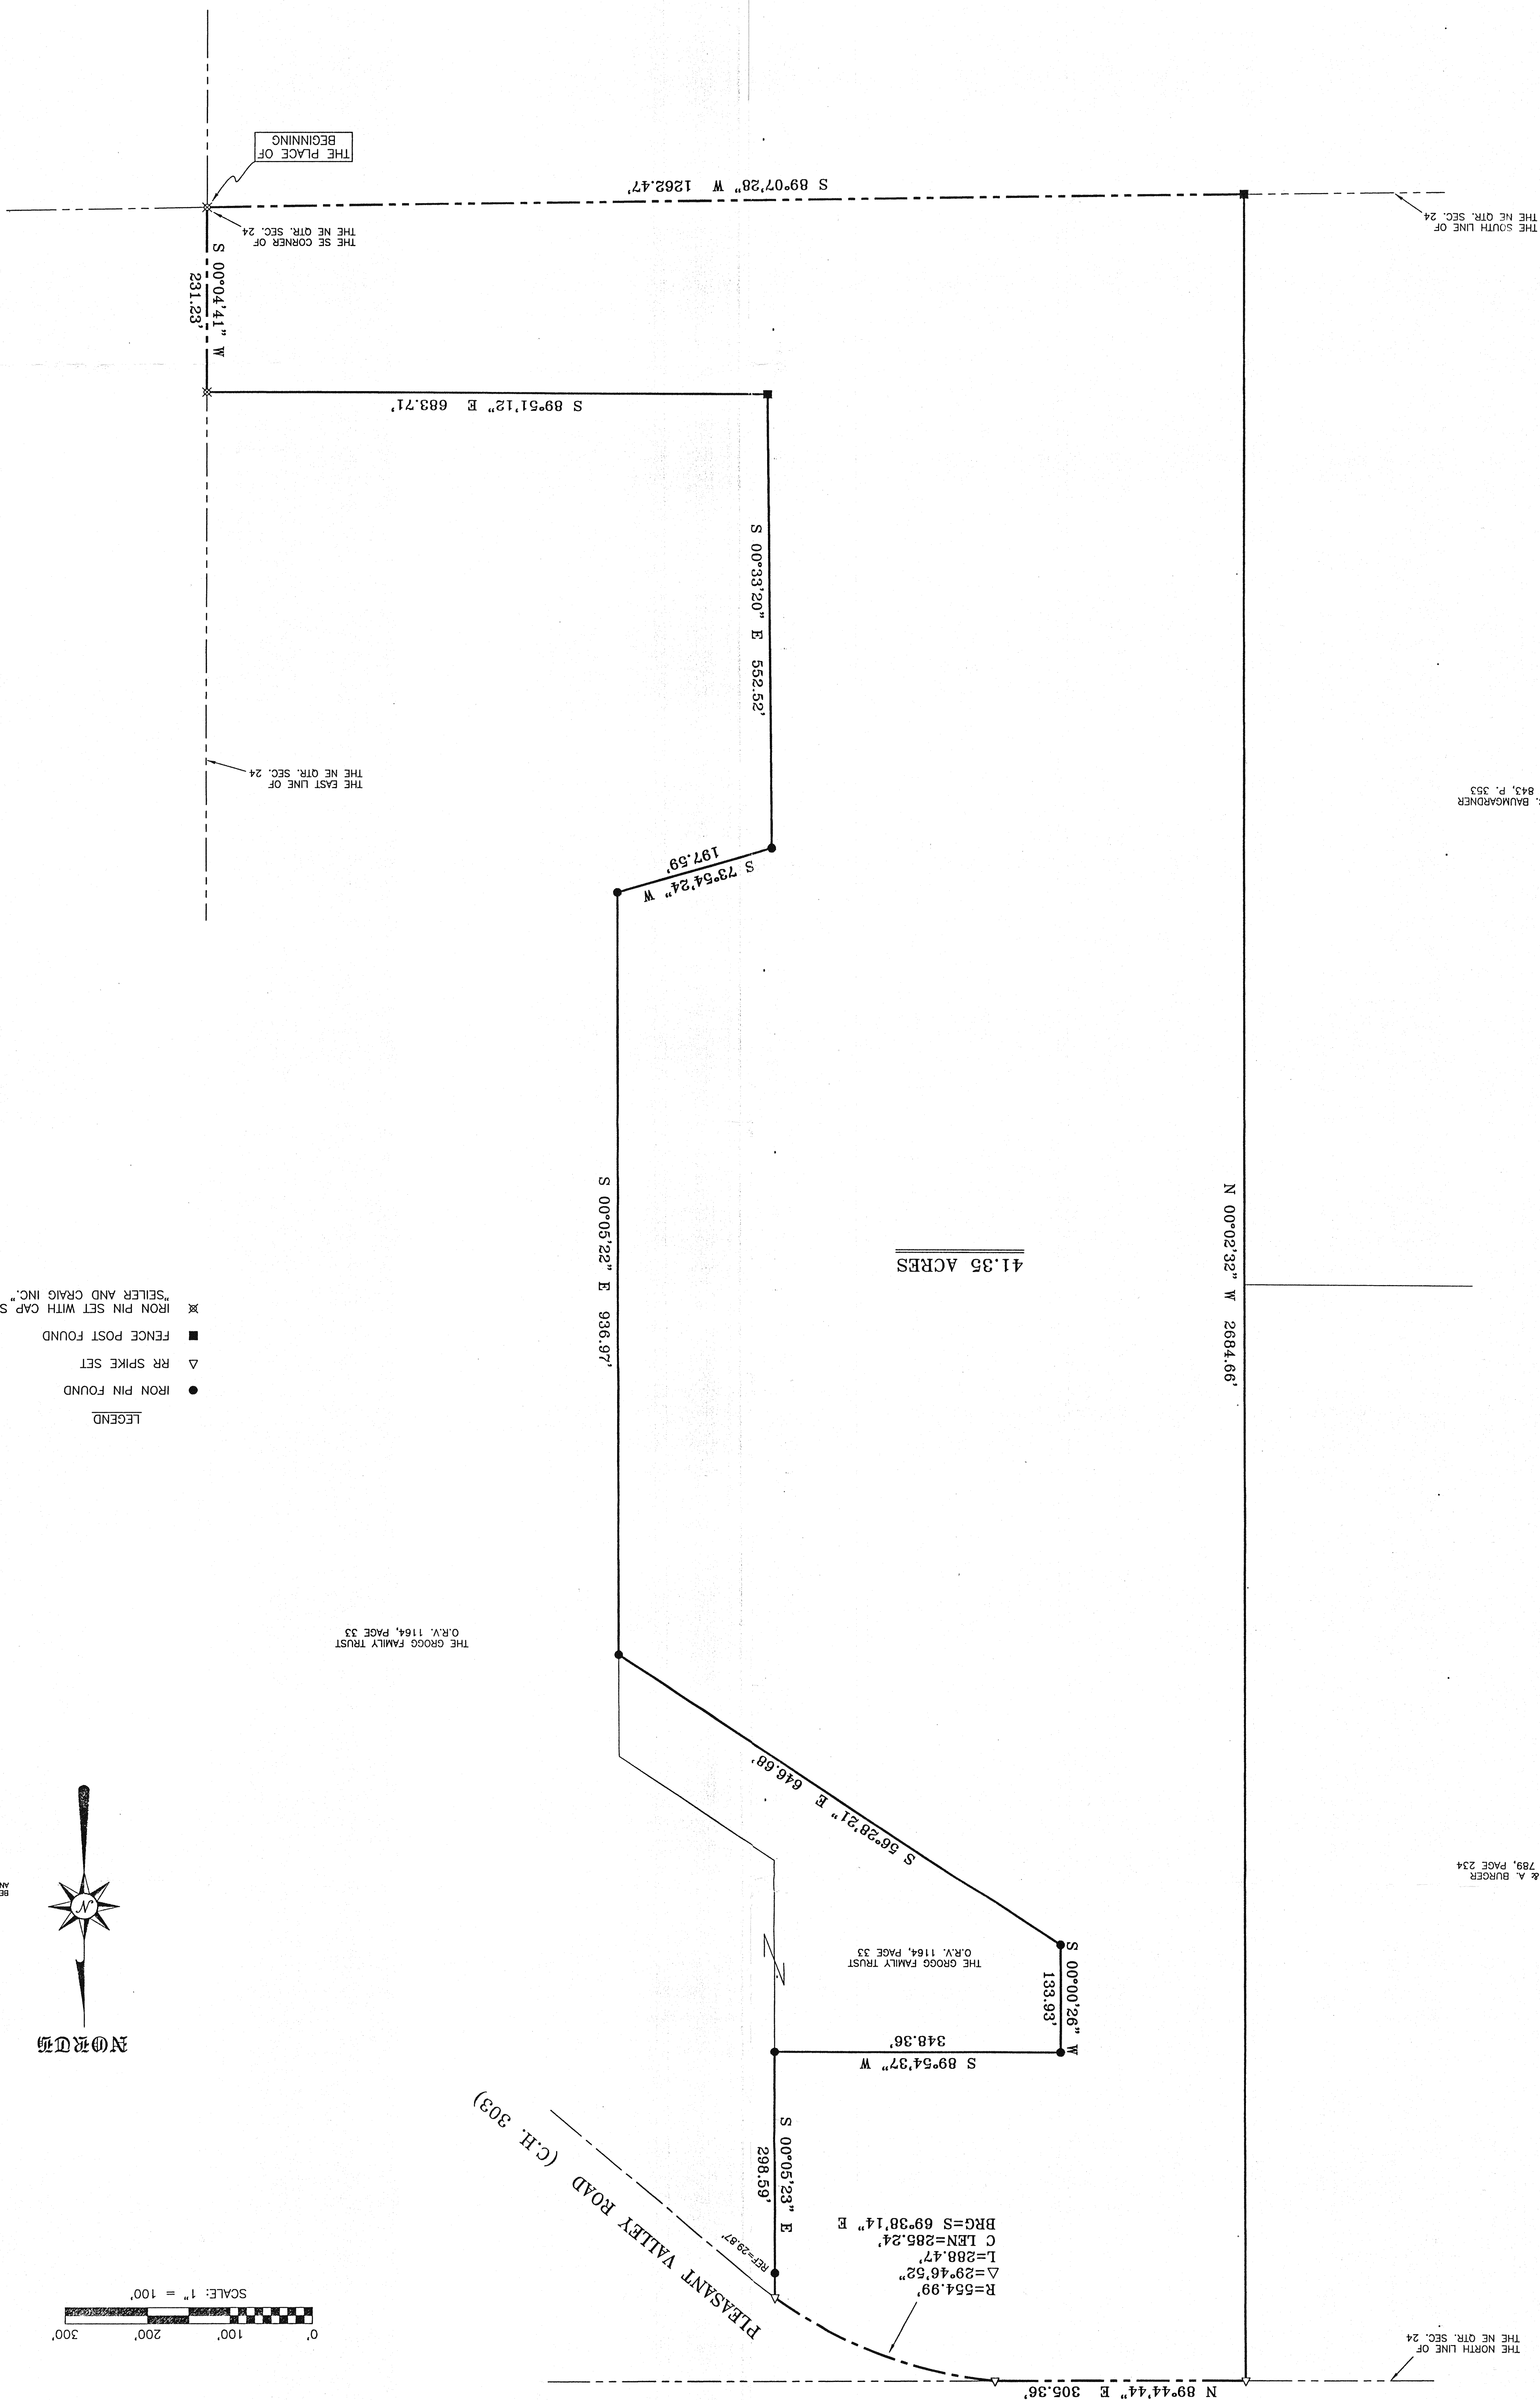 N 89°44'44" E 305.36'
THE NORTH LINE OF
THE NE QTR. SEC. 24
0' 100' 200' 300'
SCALE: 1" = 100'
R=554.99'
△=29°46'52"
L=288.47'
C LEN=285.24'
BRG=S 69°38'14" E
PLEASANT VALLEY ROAD (C.H. 303)
REF=29.87'
S 00°05'23" E
298.59'
NORTH
N
S 89°54'37" W
348.36'
S 00°00'26" W
133.93'
THE GROGG FAMILY TRUST
O.R.V. 1164, PAGE 33
& A. BURGER
789, PAGE 234
S 56°28'21" E 646.68'
THE GROGG FAMILY TRUST
O.R.V. 1164, PAGE 33
LEGEND
● IRON PIN FOUND
△ RR SPIKE SET
■ FENCE POST FOUND
IRON PIN SET WITH CAP S
"SEILER AND CRAIG INC."
N 00°02'32" W 2684.66'
41.35 ACRES
S 00°05'22" E 936.97'
S 73°54'24" W
197.59'
BAUMGARDNER
843, P. 353
THE EAST LINE OF
THE NE QTR. SEC. 24
S 00°33'20" E 552.52'
S 89°51'12" E 683.71'
S 00°04'41" W
231.23'
THE SE CORNER OF
THE NE QTR. SEC. 24
THE SOUTH LINE OF
THE NE QTR. SEC. 24
S 89°07'28" W 1262.47'
THE PLACE OF
BEGINNING